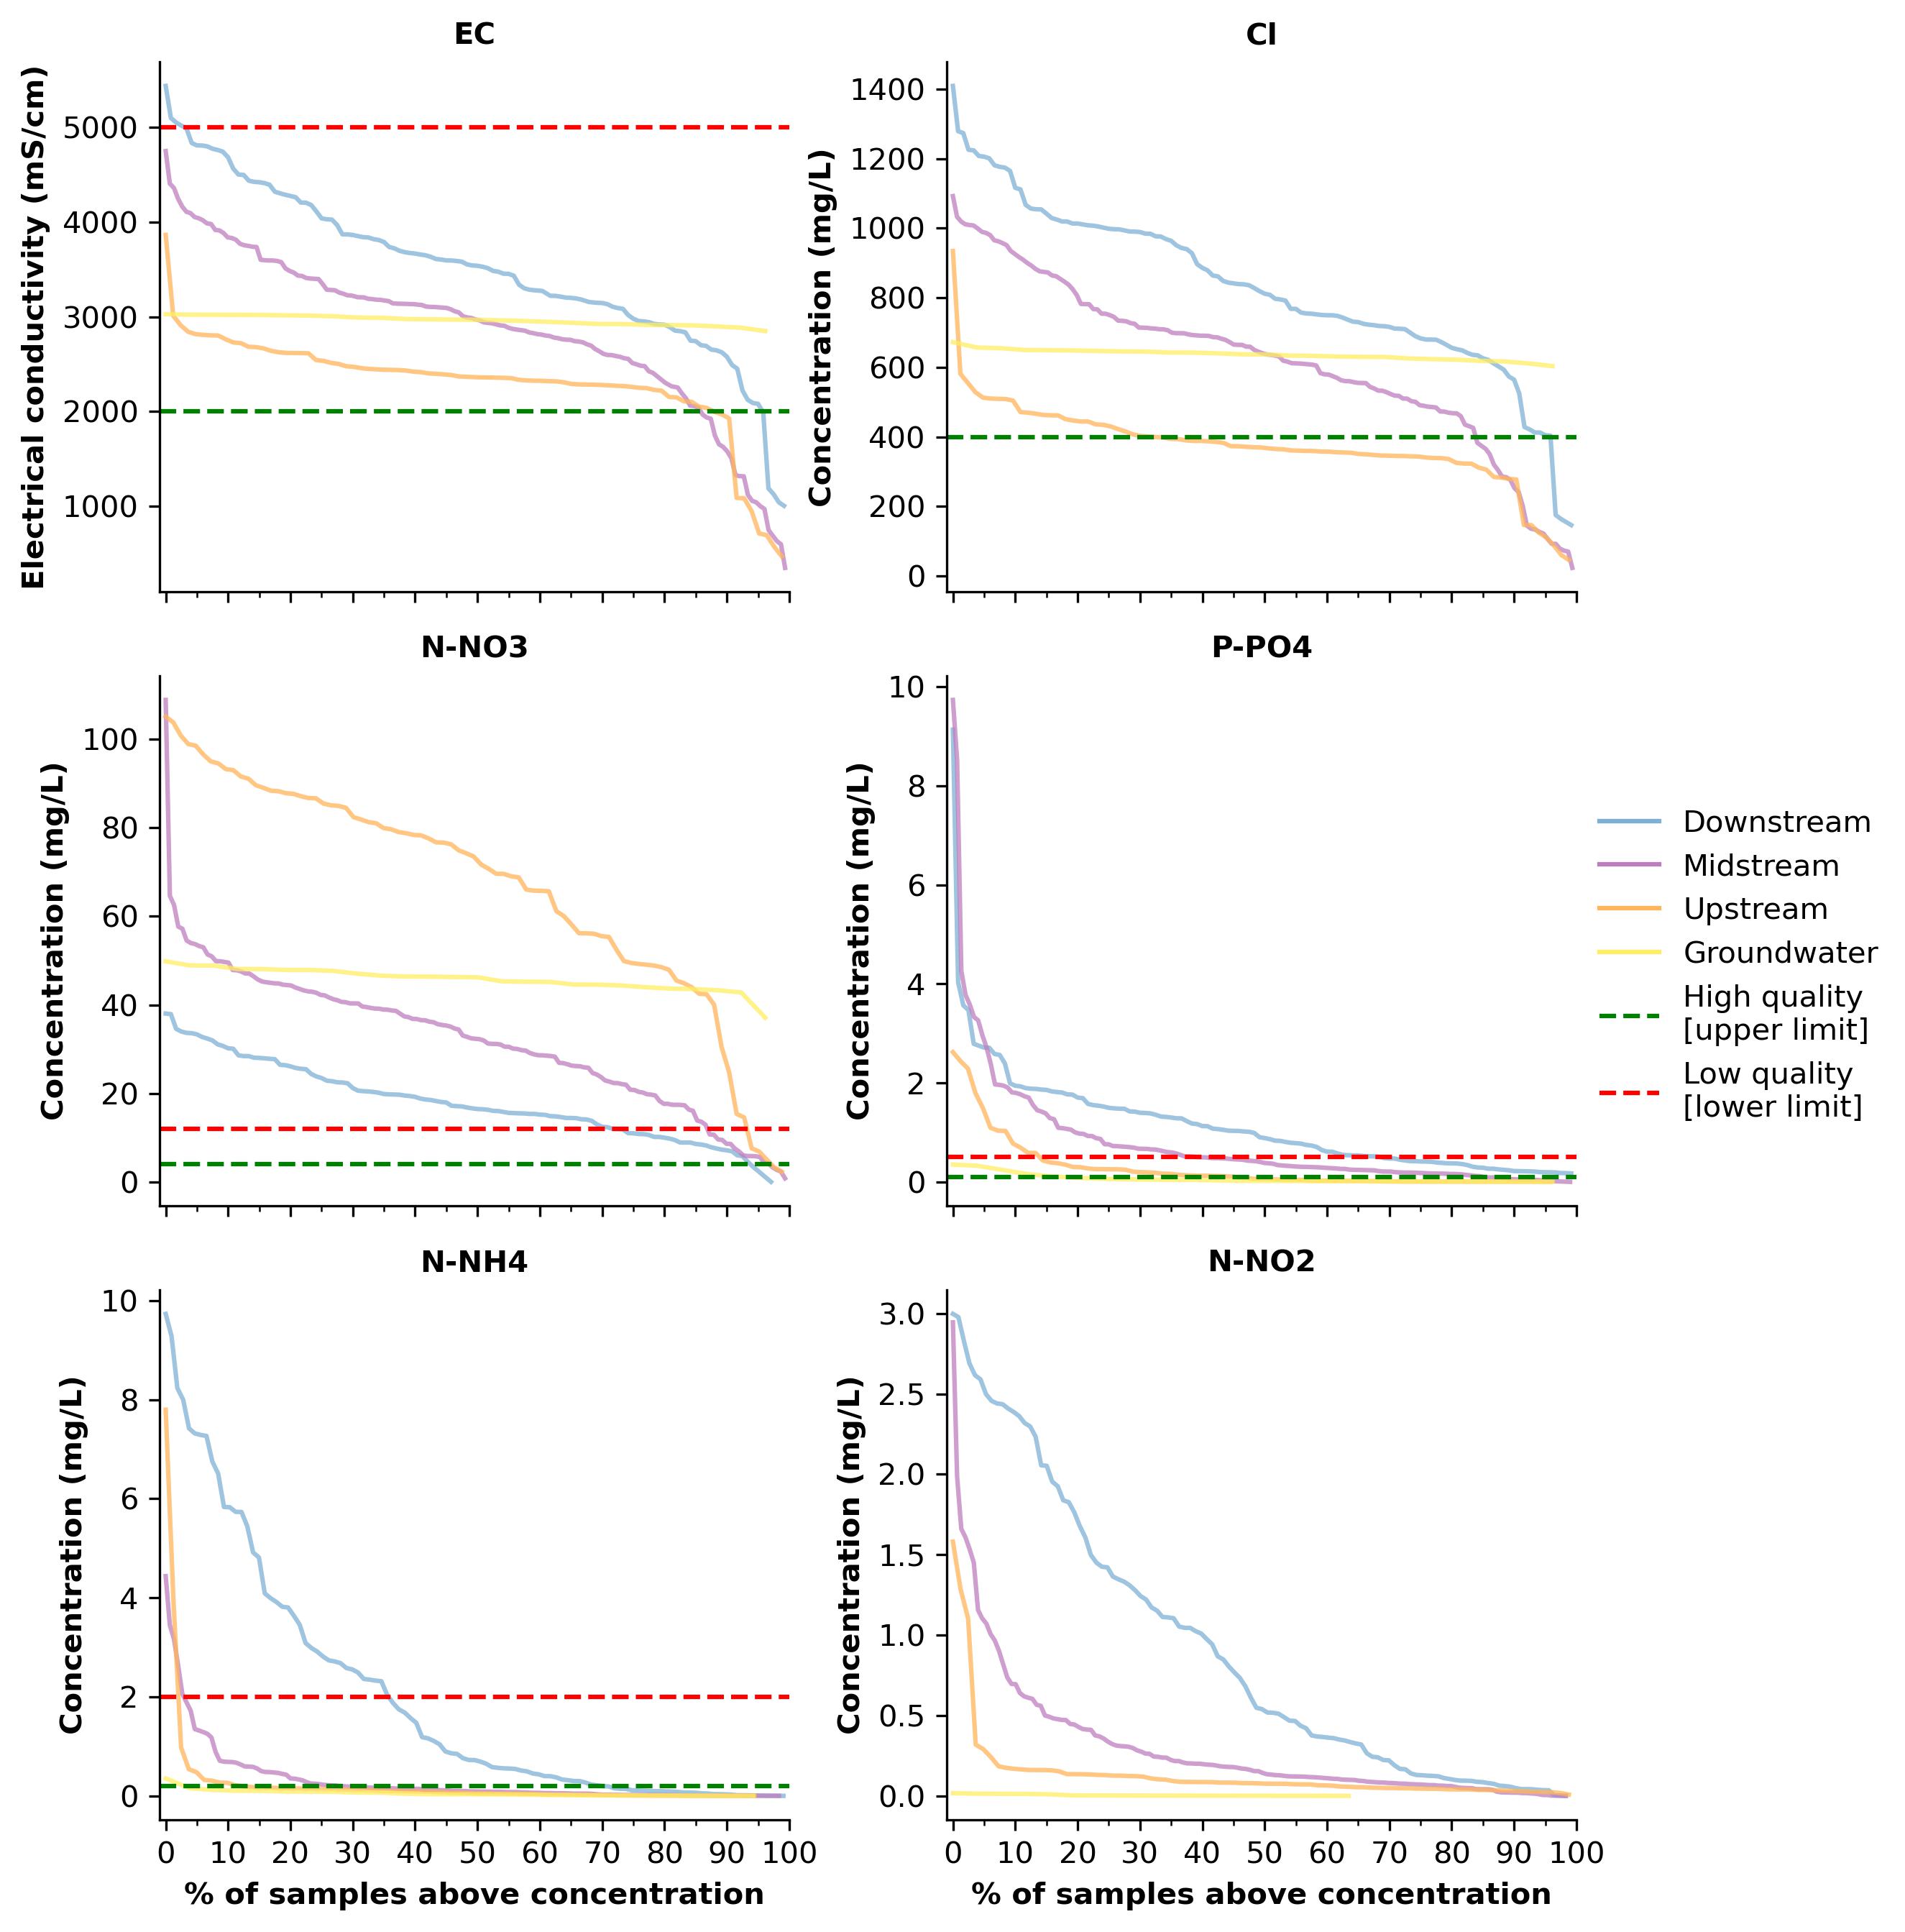 EC
Electrical conductivity (mS/cm)
5000
4000
3000
2000
1000
Cl
Concentration (mg/L)
1400
1200
1000
800
600
400
200
0
N-NO3
Concentration (mg/L)
100
80
60
40
20
0
P-PO4
Concentration (mg/L)
10
8
6
4
2
0
Downstream
Midstream
Upstream
Groundwater
High quality
[upper limit]
Low quality
[lower limit]
N-NH4
Concentration (mg/L)
10
8
6
4
2
0
0 10 20 30 40 50 60 70 80 90 100
% of samples above concentration
N-NO2
Concentration (mg/L)
3.0
2.5
2.0
1.5
1.0
0.5
0.0
0 10 20 30 40 50 60 70 80 90 100
% of samples above concentration